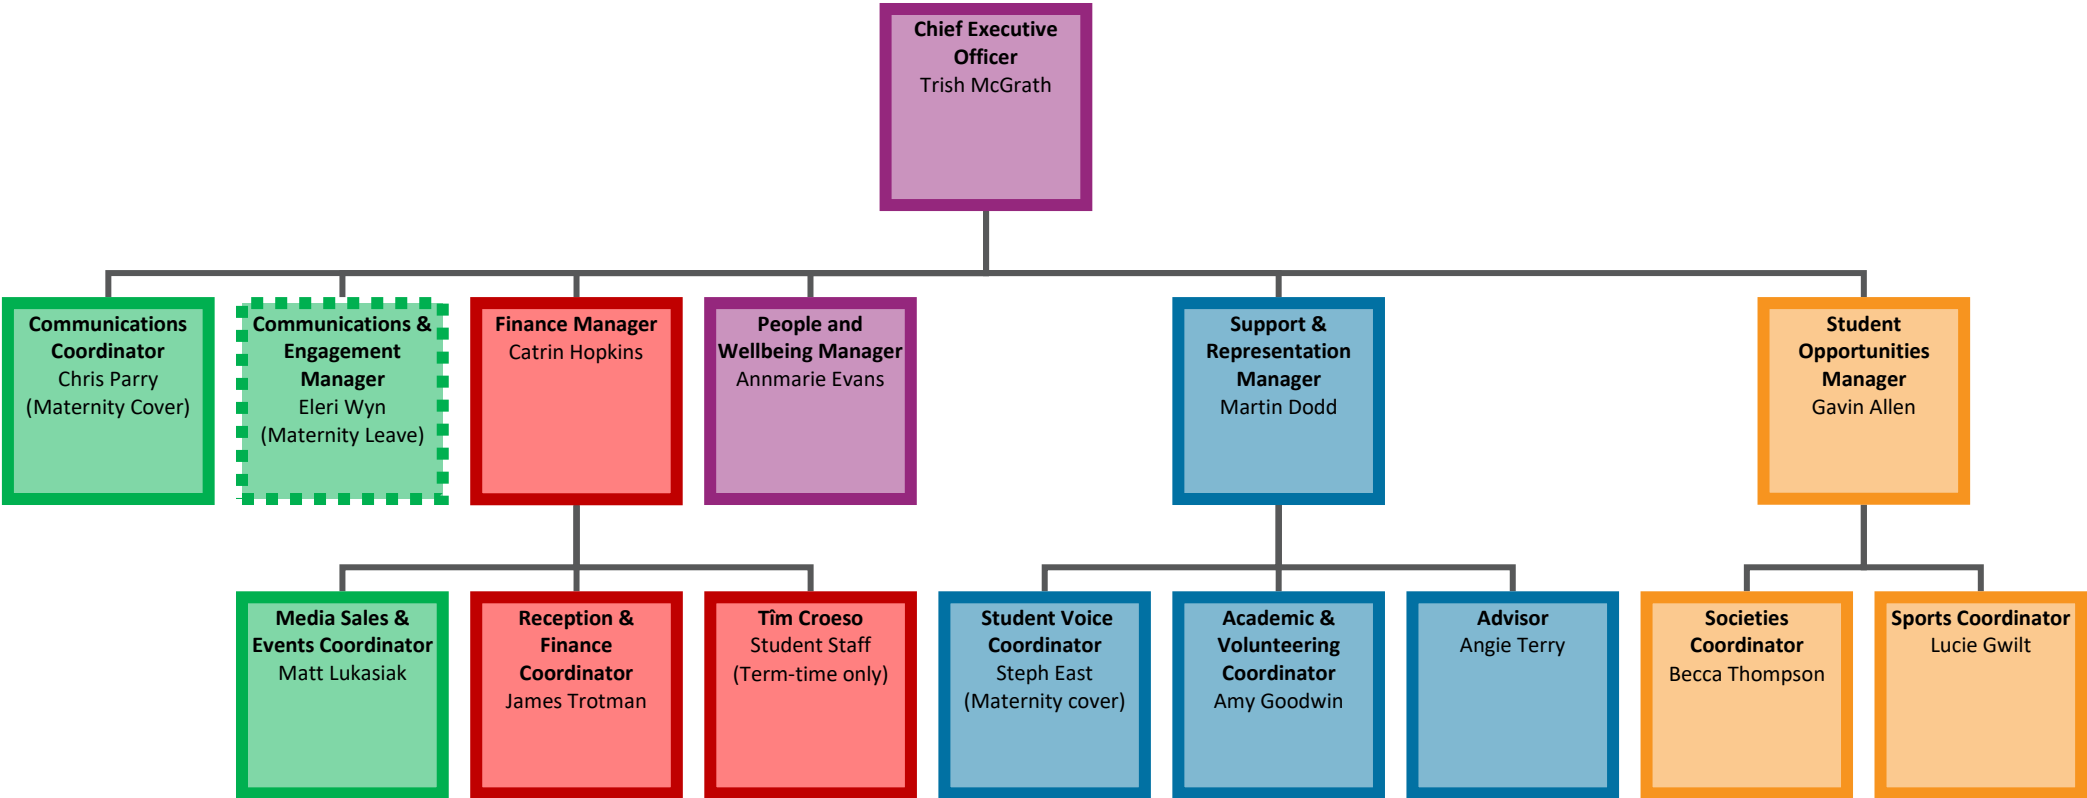 Chief Executive
Officer
Trish McGrath
Communications
Coordinator
Chris Parry
(Maternity Cover)
Communications &
Engagement
Manager
Eleri Wyn
(Maternity Leave)
Finance Manager
Catrin Hopkins
People and
Wellbeing Manager
Annmarie Evans
Support &
Representation
Manager
Martin Dodd
Student
Opportunities
Manager
Gavin Allen
Media Sales &
Events Coordinator
Matt Lukasiak
Reception &
Finance
Coordinator
James Trotman
Tîm Croeso
Student Staff
(Term-time only)
Student Voice
Coordinator
Steph East
(Maternity cover)
Academic &
Volunteering
Coordinator
Amy Goodwin
Advisor
Angie Terry
Societies
Coordinator
Becca Thompson
Sports Coordinator
Lucie Gwilt